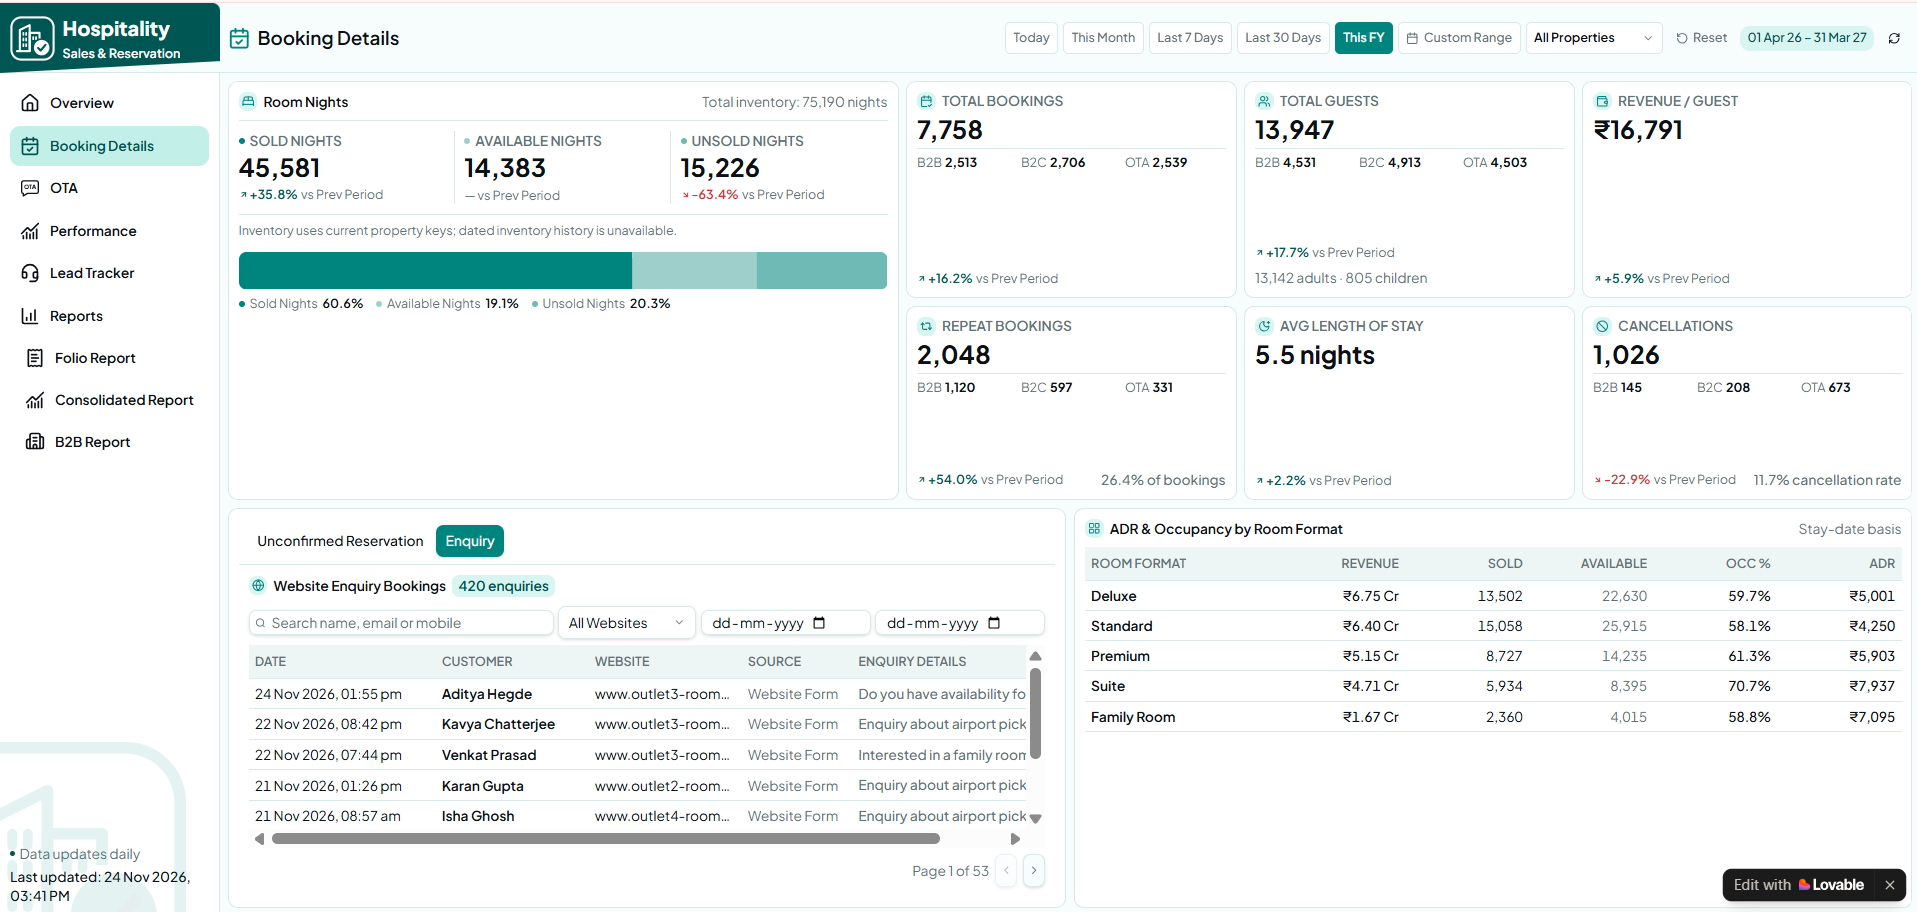 Hospitality
Sales & Reservation
Booking Details
Today
This Month
Last 7 Days
Last 30 Days
This FY
Custom Range
All Properties
Reset
01 Apr 26 – 31 Mar 27
Overview
Booking Details
OTA
OTA
Performance
Lead Tracker
Reports
Folio Report
Consolidated Report
B2B Report
Data updates daily
Last updated: 24 Nov 2026,
03:41 PM
Room Nights
Total inventory: 75,190 nights
SOLD NIGHTS
45,581
+35.8% vs Prev Period
AVAILABLE NIGHTS
14,383
— vs Prev Period
UNSOLD NIGHTS
15,226
-63.4% vs Prev Period
Inventory uses current property keys; dated inventory history is unavailable.
Sold Nights 60.6% Available Nights 19.1% Unsold Nights 20.3%
TOTAL BOOKINGS
7,758
B2B 2,513 B2C 2,706 OTA 2,539
+16.2% vs Prev Period
TOTAL GUESTS
13,947
B2B 4,531 B2C 4,913 OTA 4,503
+17.7% vs Prev Period
13,142 adults · 805 children
REVENUE / GUEST
₹16,791
+5.9% vs Prev Period
REPEAT BOOKINGS
2,048
B2B 1,120 B2C 597 OTA 331
+54.0% vs Prev Period 26.4% of bookings
AVG LENGTH OF STAY
5.5 nights
+2.2% vs Prev Period
CANCELLATIONS
1,026
B2B 145 B2C 208 OTA 673
-22.9% vs Prev Period 11.7% cancellation rate
Unconfirmed Reservation Enquiry
Website Enquiry Bookings 420 enquiries
Search name, email or mobile All Websites dd-mm-yyyy dd-mm-yyyy
DATE CUSTOMER WEBSITE SOURCE ENQUIRY DETAILS
24 Nov 2026, 01:55 pm Aditya Hegde www.outlet3-room... Website Form Do you have availability fo
22 Nov 2026, 08:42 pm Kavya Chatterjee www.outlet3-room... Website Form Enquiry about airport pick
22 Nov 2026, 07:44 pm Venkat Prasad www.outlet3-room... Website Form Interested in a family room
21 Nov 2026, 01:26 pm Karan Gupta www.outlet2-room... Website Form Enquiry about airport pick
21 Nov 2026, 08:57 am Isha Ghosh www.outlet4-room... Website Form Enquiry about airport pick
Page 1 of 53
ADR & Occupancy by Room Format Stay-date basis
ROOM FORMAT REVENUE SOLD AVAILABLE OCC % ADR
Deluxe ₹6.75 Cr 13,502 22,630 59.7% ₹5,001
Standard ₹6.40 Cr 15,058 25,915 58.1% ₹4,250
Premium ₹5.15 Cr 8,727 14,235 61.3% ₹5,903
Suite ₹4.71 Cr 5,934 8,395 70.7% ₹7,937
Family Room ₹1.67 Cr 2,360 4,015 58.8% ₹7,095
Edit with Lovable